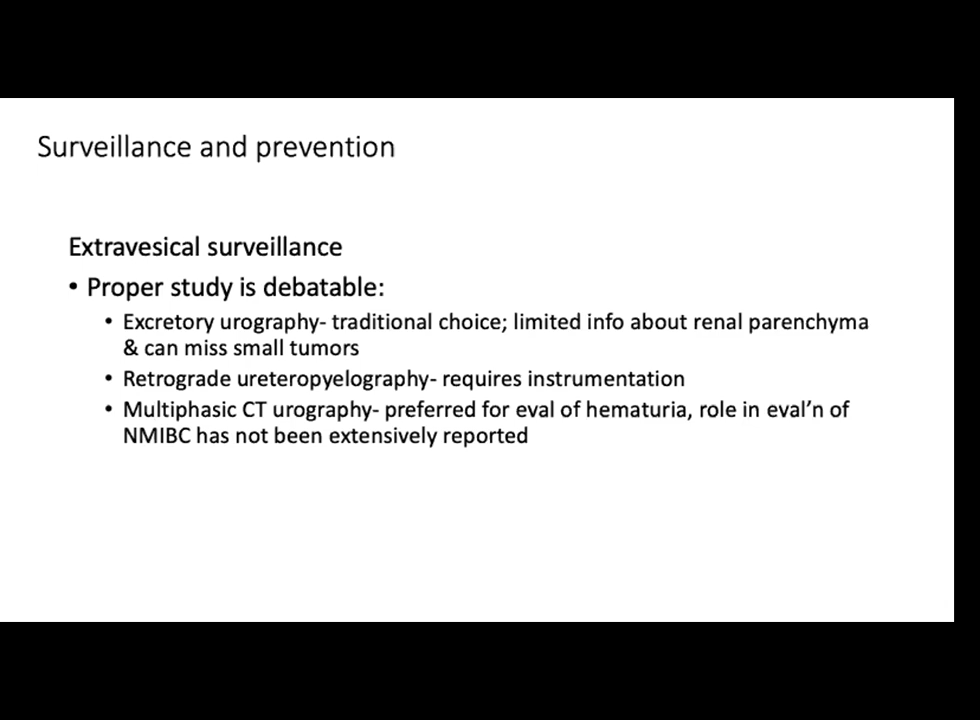 Surveillance and prevention
Extravesical surveillance
• Proper study is debatable:
• Excretory urography- traditional choice; limited info about renal parenchyma
& can miss small tumors
• Retrograde ureteropyelography- requires instrumentation
• Multiphasic CT urography- preferred for eval of hematuria, role in eval’n of
NMIBC has not been extensively reported